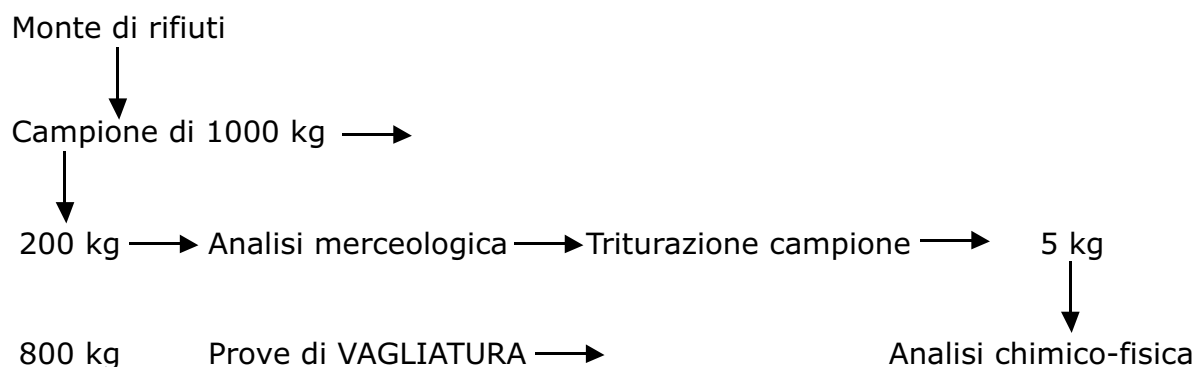 Monte di rifiuti
Campione di 1000 kg
200 kg Analisi merceologica Triturazione campione 5 kg
800 kg Prove di VAGLIATURA Analisi chimico-fisica